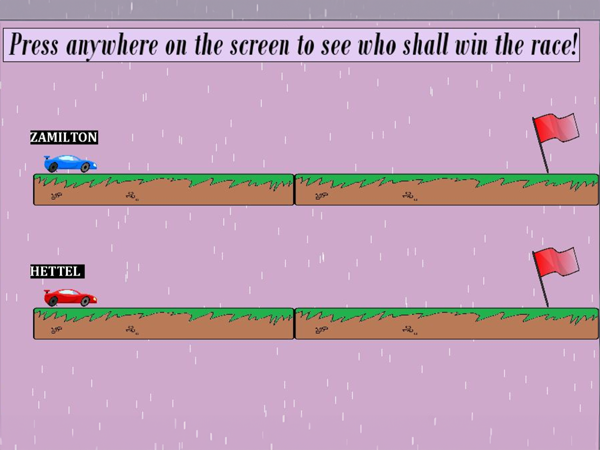 Press anywhere on the screen to see who shall win the race!
ZAMILTON
HETTEL